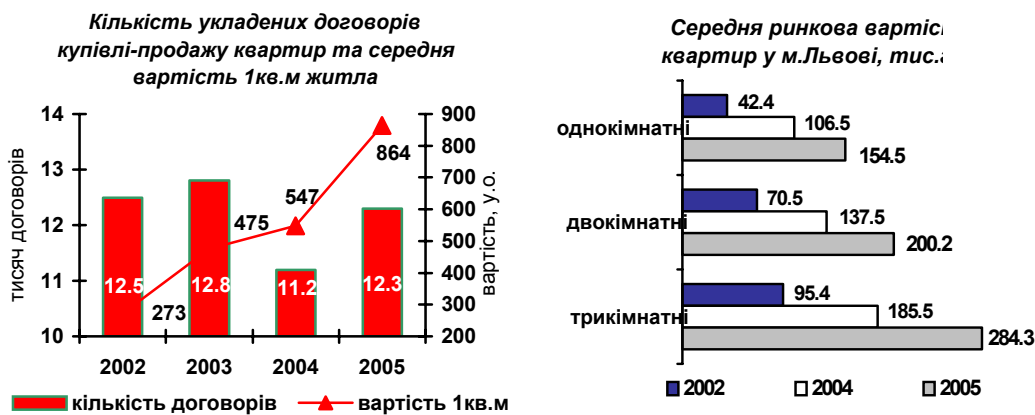 Кількість укладених договорів
купівлі-продажу квартир та середня
вартість 1кв.м житла
14
13
12
11
10
тисяч договорів
900
800
700
600
500
400
300
200
вартість, у.о.
12.5
12.8
11.2
12.3
273
475
547
864
2002 2003 2004 2005
кількість договорів вартість 1кв.м
Середня ринкова
квартир у м.Львові,
однокімнатні
42.4
106.5
154.5
двокімнатні
70.5
137.5
200.2
трикімнатні
95.4
185.5
284.3
2002 2004 2005